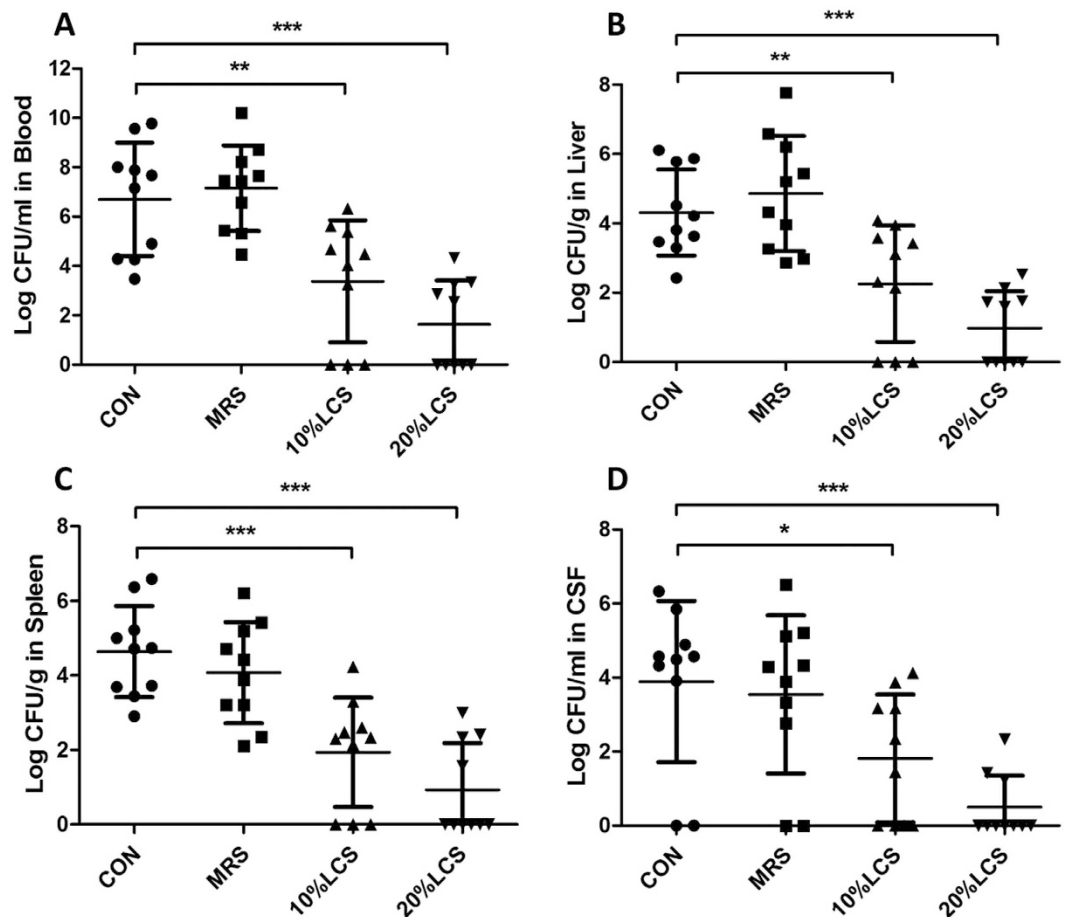 A
***
**
Log CFU/ml in Blood
12
10
8
6
4
2
0
CON
MRS
10%LCS
20%LCS
B
***
**
Log CFU/g in Liver
8
6
4
2
0
CON
MRS
10%LCS
20%LCS
C
***
***
Log CFU/g in Spleen
8
6
4
2
0
CON
MRS
10%LCS
20%LCS
D
***
*
Log CFU/ml in CSF
8
6
4
2
0
CON
MRS
10%LCS
20%LCS